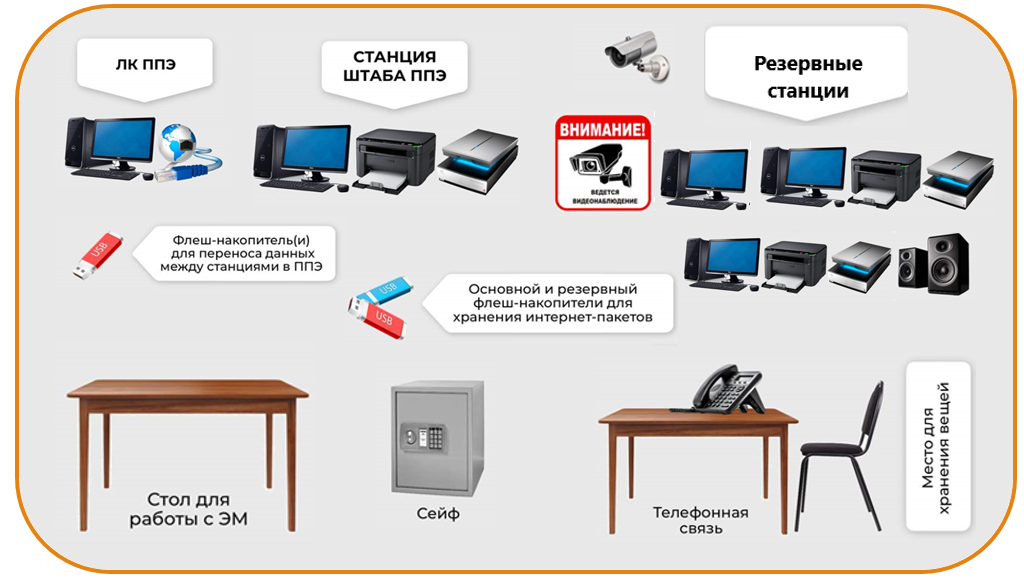 ЛК ППЭ
СТАНЦИЯ
ШТАБА ППЭ
Резервные
станции
ВНИМАНИЕ!
ВЕДЕТСЯ
ВИДЕОНАБЛЮДЕНИЕ
USB
Флеш-накопитель(и)
для переноса данных
между станциями в ППЭ
USB
USB
Основной и резервный
флеш-накопители для
хранения интернет-пакетов
Стол для
работы с ЭМ
Сейф
Телефонная
связь
Место для
хранения вещей